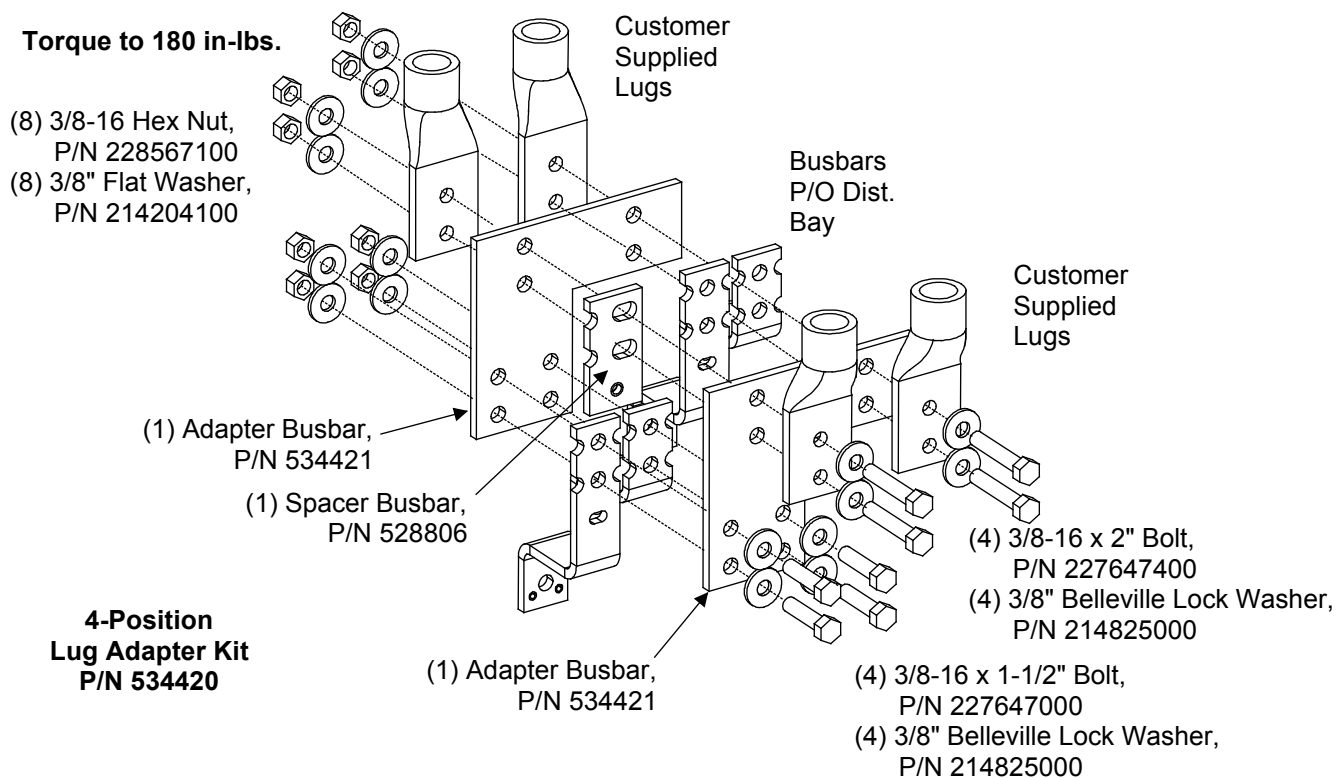 Torque to 180 in-lbs.
(8) 3/8-16 Hex Nut,
P/N 228567100
(8) 3/8" Flat Washer,
P/N 214204100
Customer
Supplied
Lugs
Busbars
P/O Dist.
Bay
Customer
Supplied
Lugs
(1) Adapter Busbar,
P/N 534421
(1) Spacer Busbar,
P/N 528806
(4) 3/8-16 x 2" Bolt,
P/N 227647400
(4) 3/8" Belleville Lock Washer,
P/N 214825000
4-Position
Lug Adapter Kit
P/N 534420
(1) Adapter Busbar,
P/N 534421
(4) 3/8-16 x 1-1/2" Bolt,
P/N 227647000
(4) 3/8" Belleville Lock Washer,
P/N 214825000